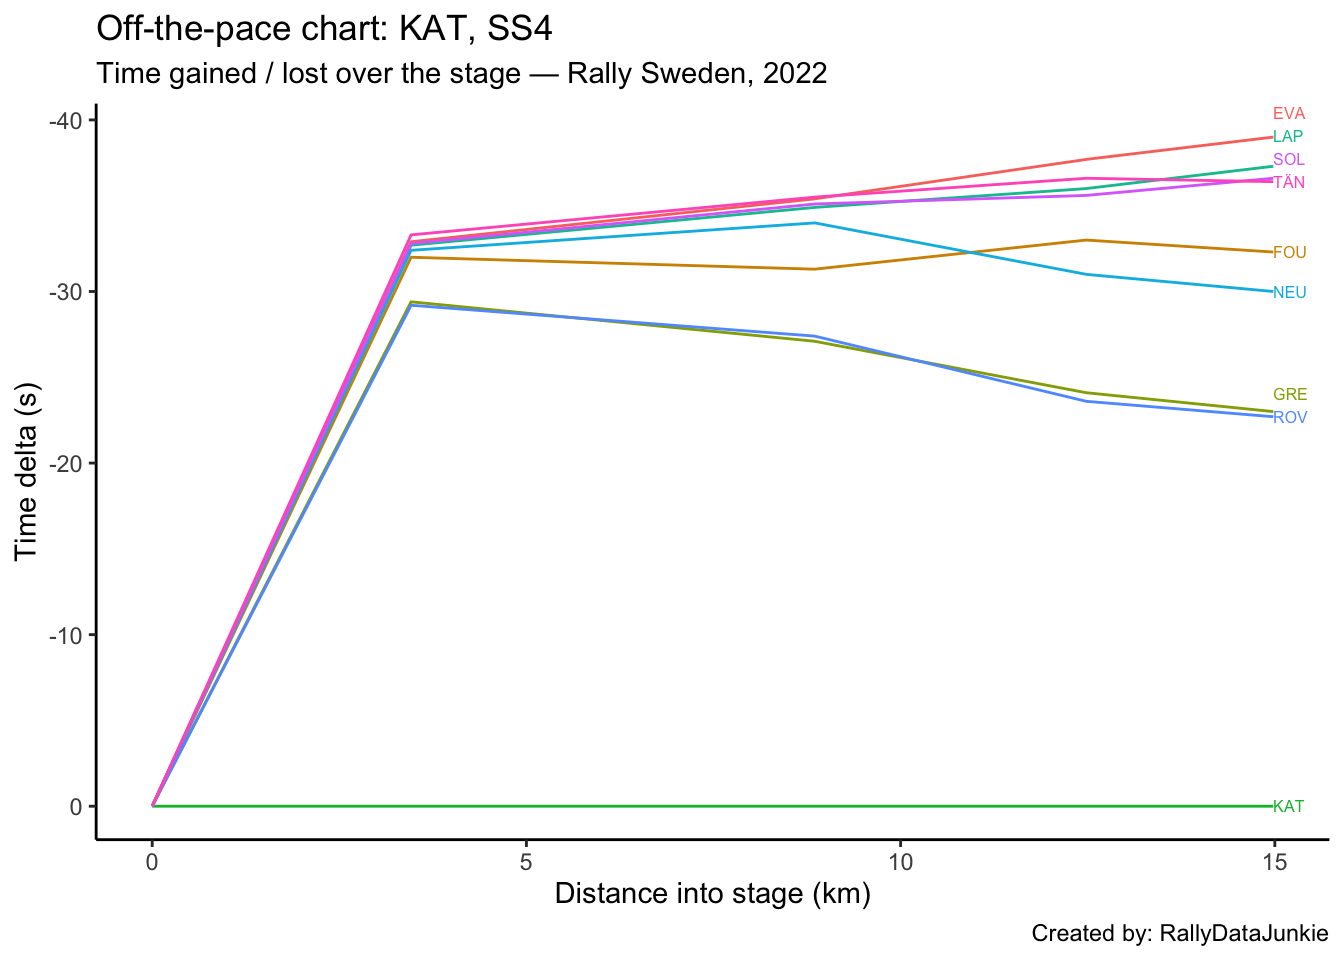 Off-the-pace chart: KAT, SS4
Time gained / lost over the stage — Rally Sweden, 2022
Time delta (s)
-40
-30
-20
-10
0
EVA
LAP
SOL
TÄN
FOU
NEU
GRE
ROV
KAT
0 5 10 15
Distance into stage (km)
Created by: RallyDataJunkie